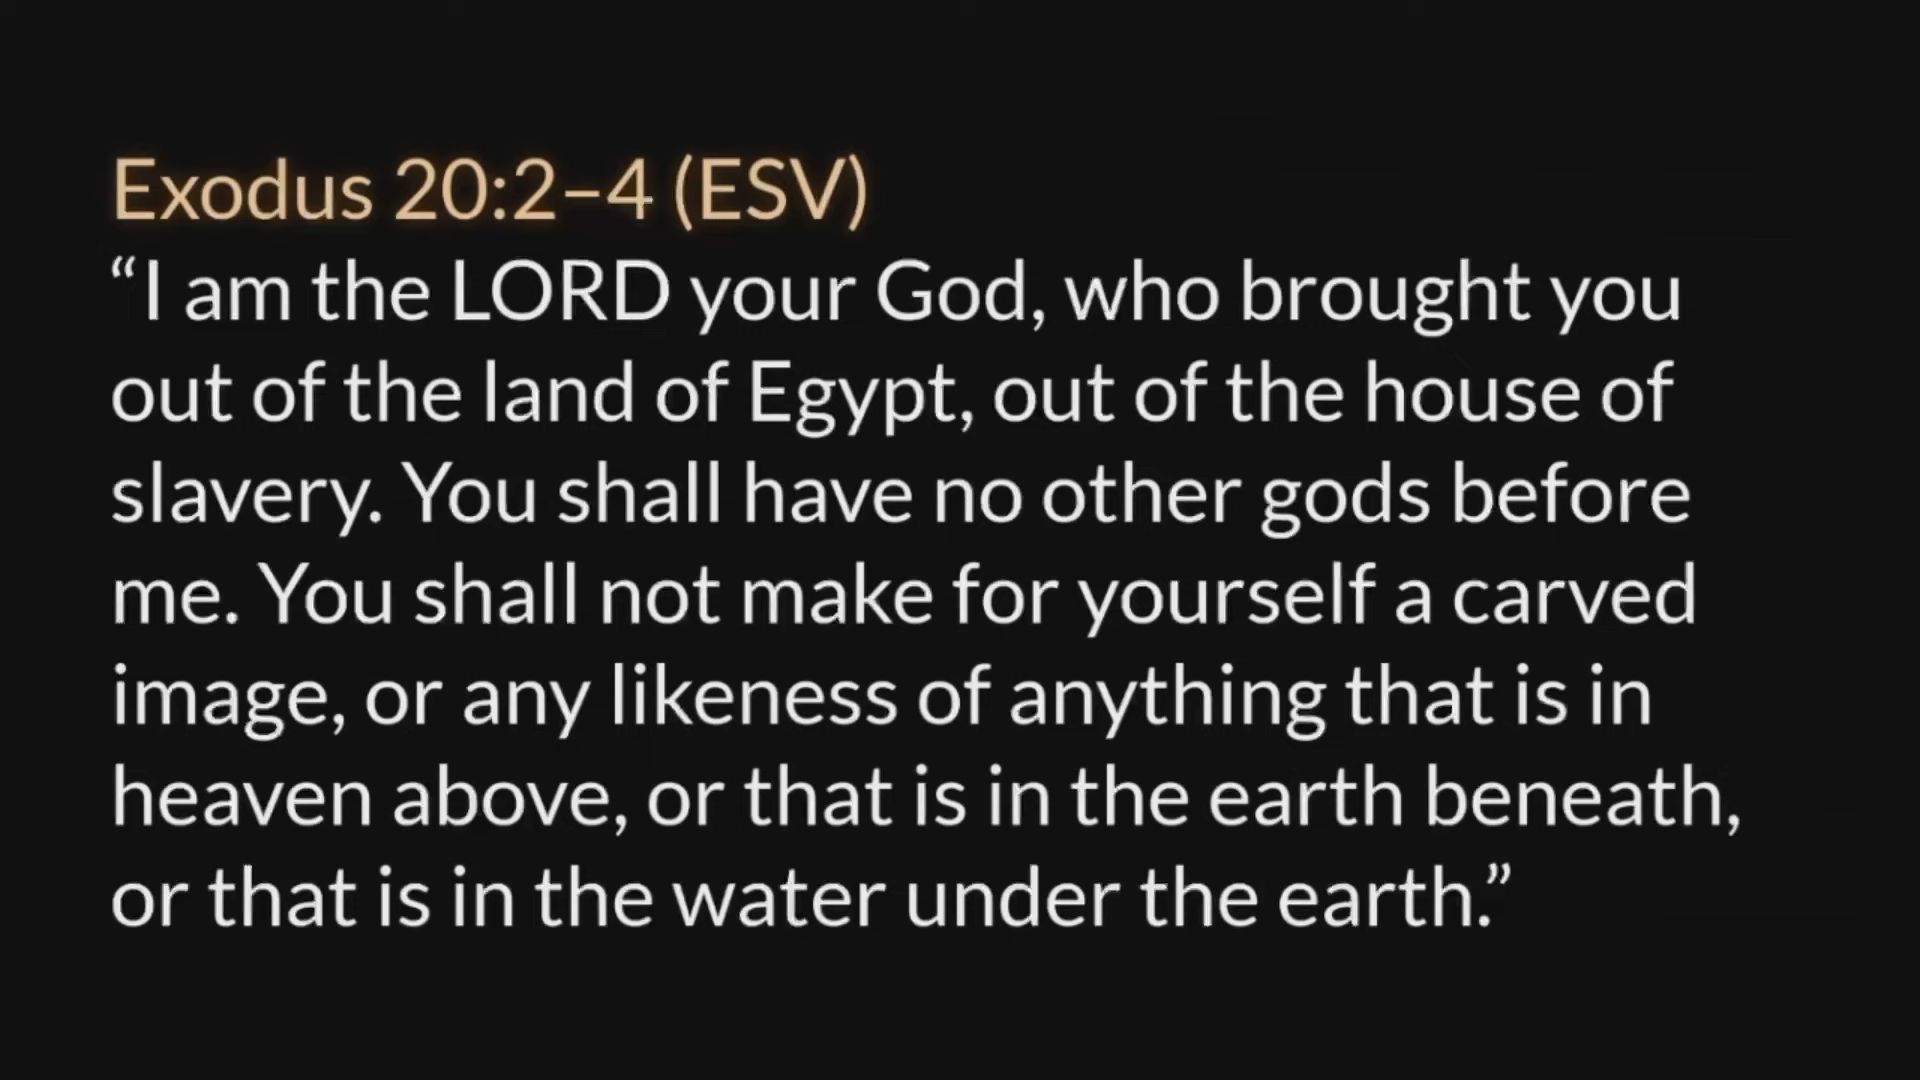 Exodus 20:2–4 (ESV)
“I am the LORD your God, who brought you
out of the land of Egypt, out of the house of
slavery. You shall have no other gods before
me. You shall not make for yourself a carved
image, or any likeness of anything that is in
heaven above, or that is in the earth beneath,
or that is in the water under the earth.”